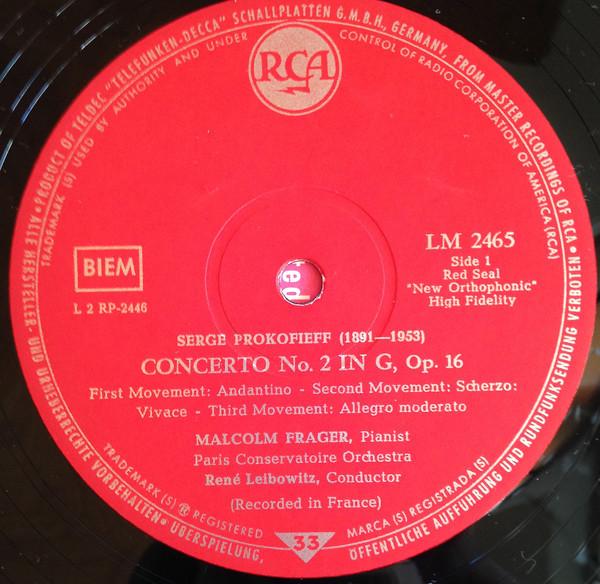 PRODUCT OF TELDEC "TELEFUNKEN-DECCA" SCHALLPLATTEN G.M.B.H., GERMANY, FROM MASTER RECORDINGS OF RCA •
TRADEMARK (S) USED BY AUTHORITY AND UNDER CONTROL OF RADIO CORPORATION OF AMERICA (RCA)
RCA
BIEM
L 2 RP-2446
LM 2465
Side 1
Red Seal
"New Orthophonic"
High Fidelity
ed
SERGE PROKOFIEFF (1891—1953)
CONCERTO No. 2 IN G, Op. 16
First Movement: Andantino - Second Movement: Scherzo:
Vivace - Third Movement: Allegro moderato
MALCOLM FRAGER, Pianist
Paris Conservatoire Orchestra
René Leibowitz, Conductor
(Recorded in France)
TRADEMARK (S) ® REGISTERED
33
MARCA (S) REGISTRADA (S)
• ALLE HERSTELLER- UND URHEBERRECHTE VORBEHALTEN • ÜBERSPIELUNG, ÖFFENTLICHE AUFFÜHRUNG UND RUNDFUNKSENDUNG VERBOTEN •